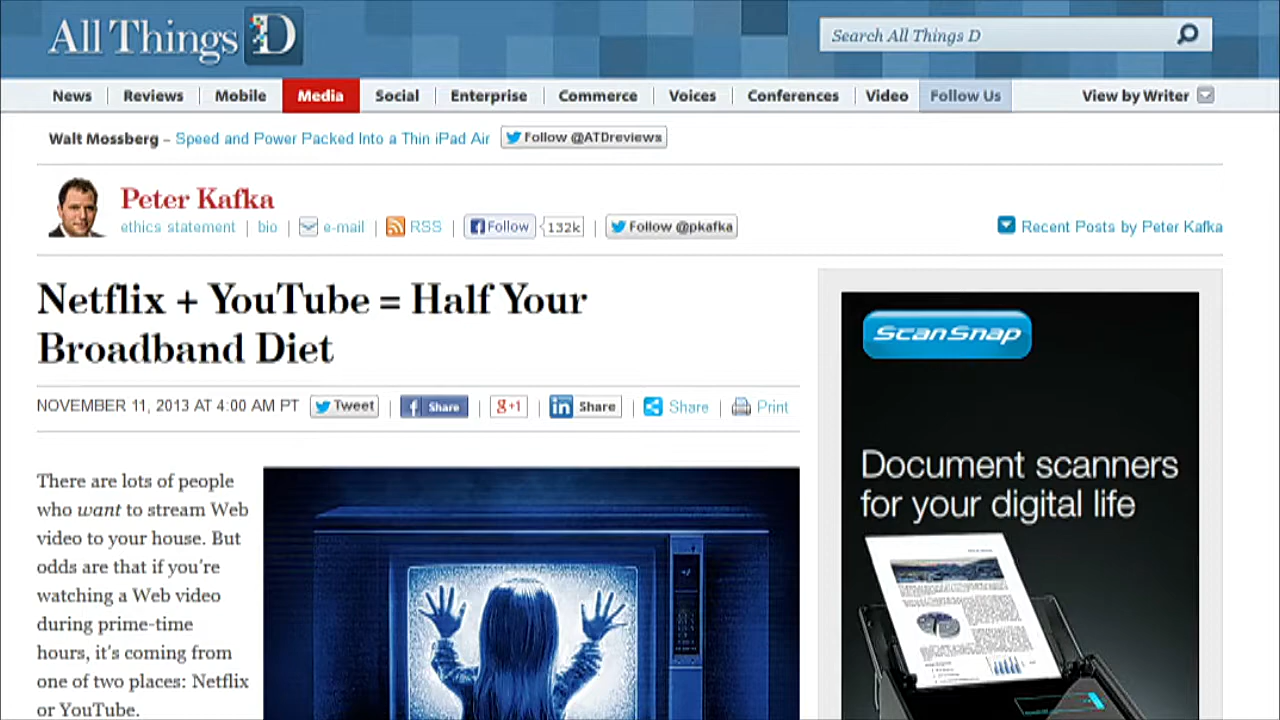 All Things D
Search All Things D
News Reviews Mobile Media Social Enterprise Commerce Voices Conferences Video Follow Us View by Writer
Walt Mossberg – Speed and Power Packed Into a Thin iPad Air Follow @ATDreviews
Peter Kafka
ethics statement | bio | e-mail | RSS | Follow 132k | Follow @pkafka Recent Posts by Peter Kafka
Netflix + YouTube = Half Your
Broadband Diet
NOVEMBER 11, 2013 AT 4:00 AM PT Tweet | f Share | g+1 | in Share | Share | Print
There are lots of people
who want to stream Web
video to your house. But
odds are that if you're
watching a Web video
during prime-time
hours, it's coming from
one of two places: Netflix
or YouTube.
ScanSnap
Document scanners
for your digital life